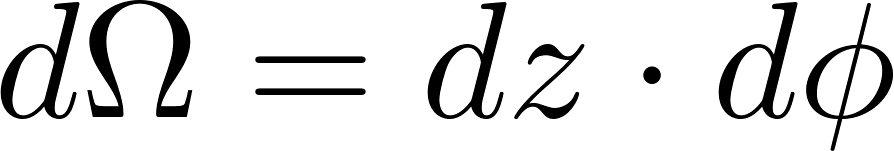 dΩ = dz · dϕ